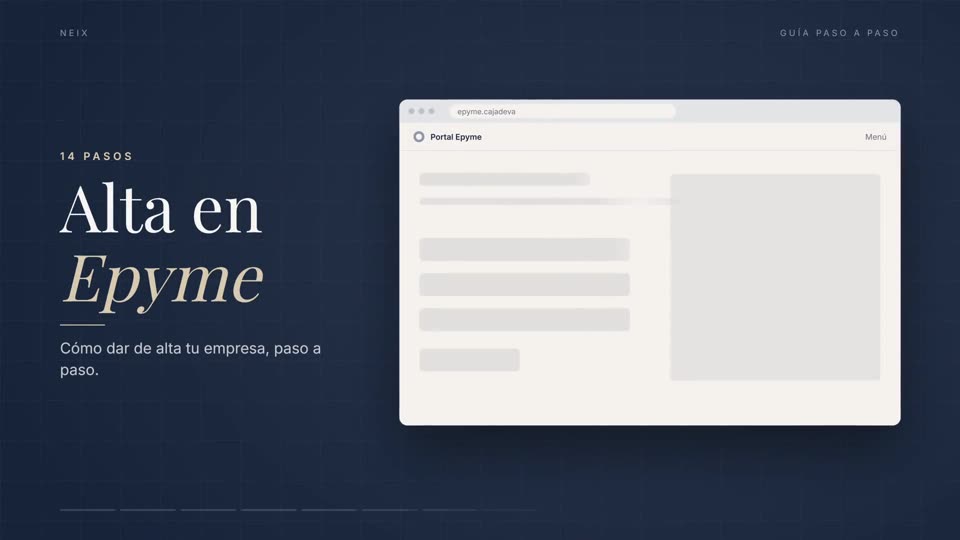 NEIX
GUÍA PASO A PASO
14 PASOS
Alta en
Epyme
Cómo dar de alta tu empresa, paso a
paso.
epyme.cajadeva
Portal Epyme
Menú